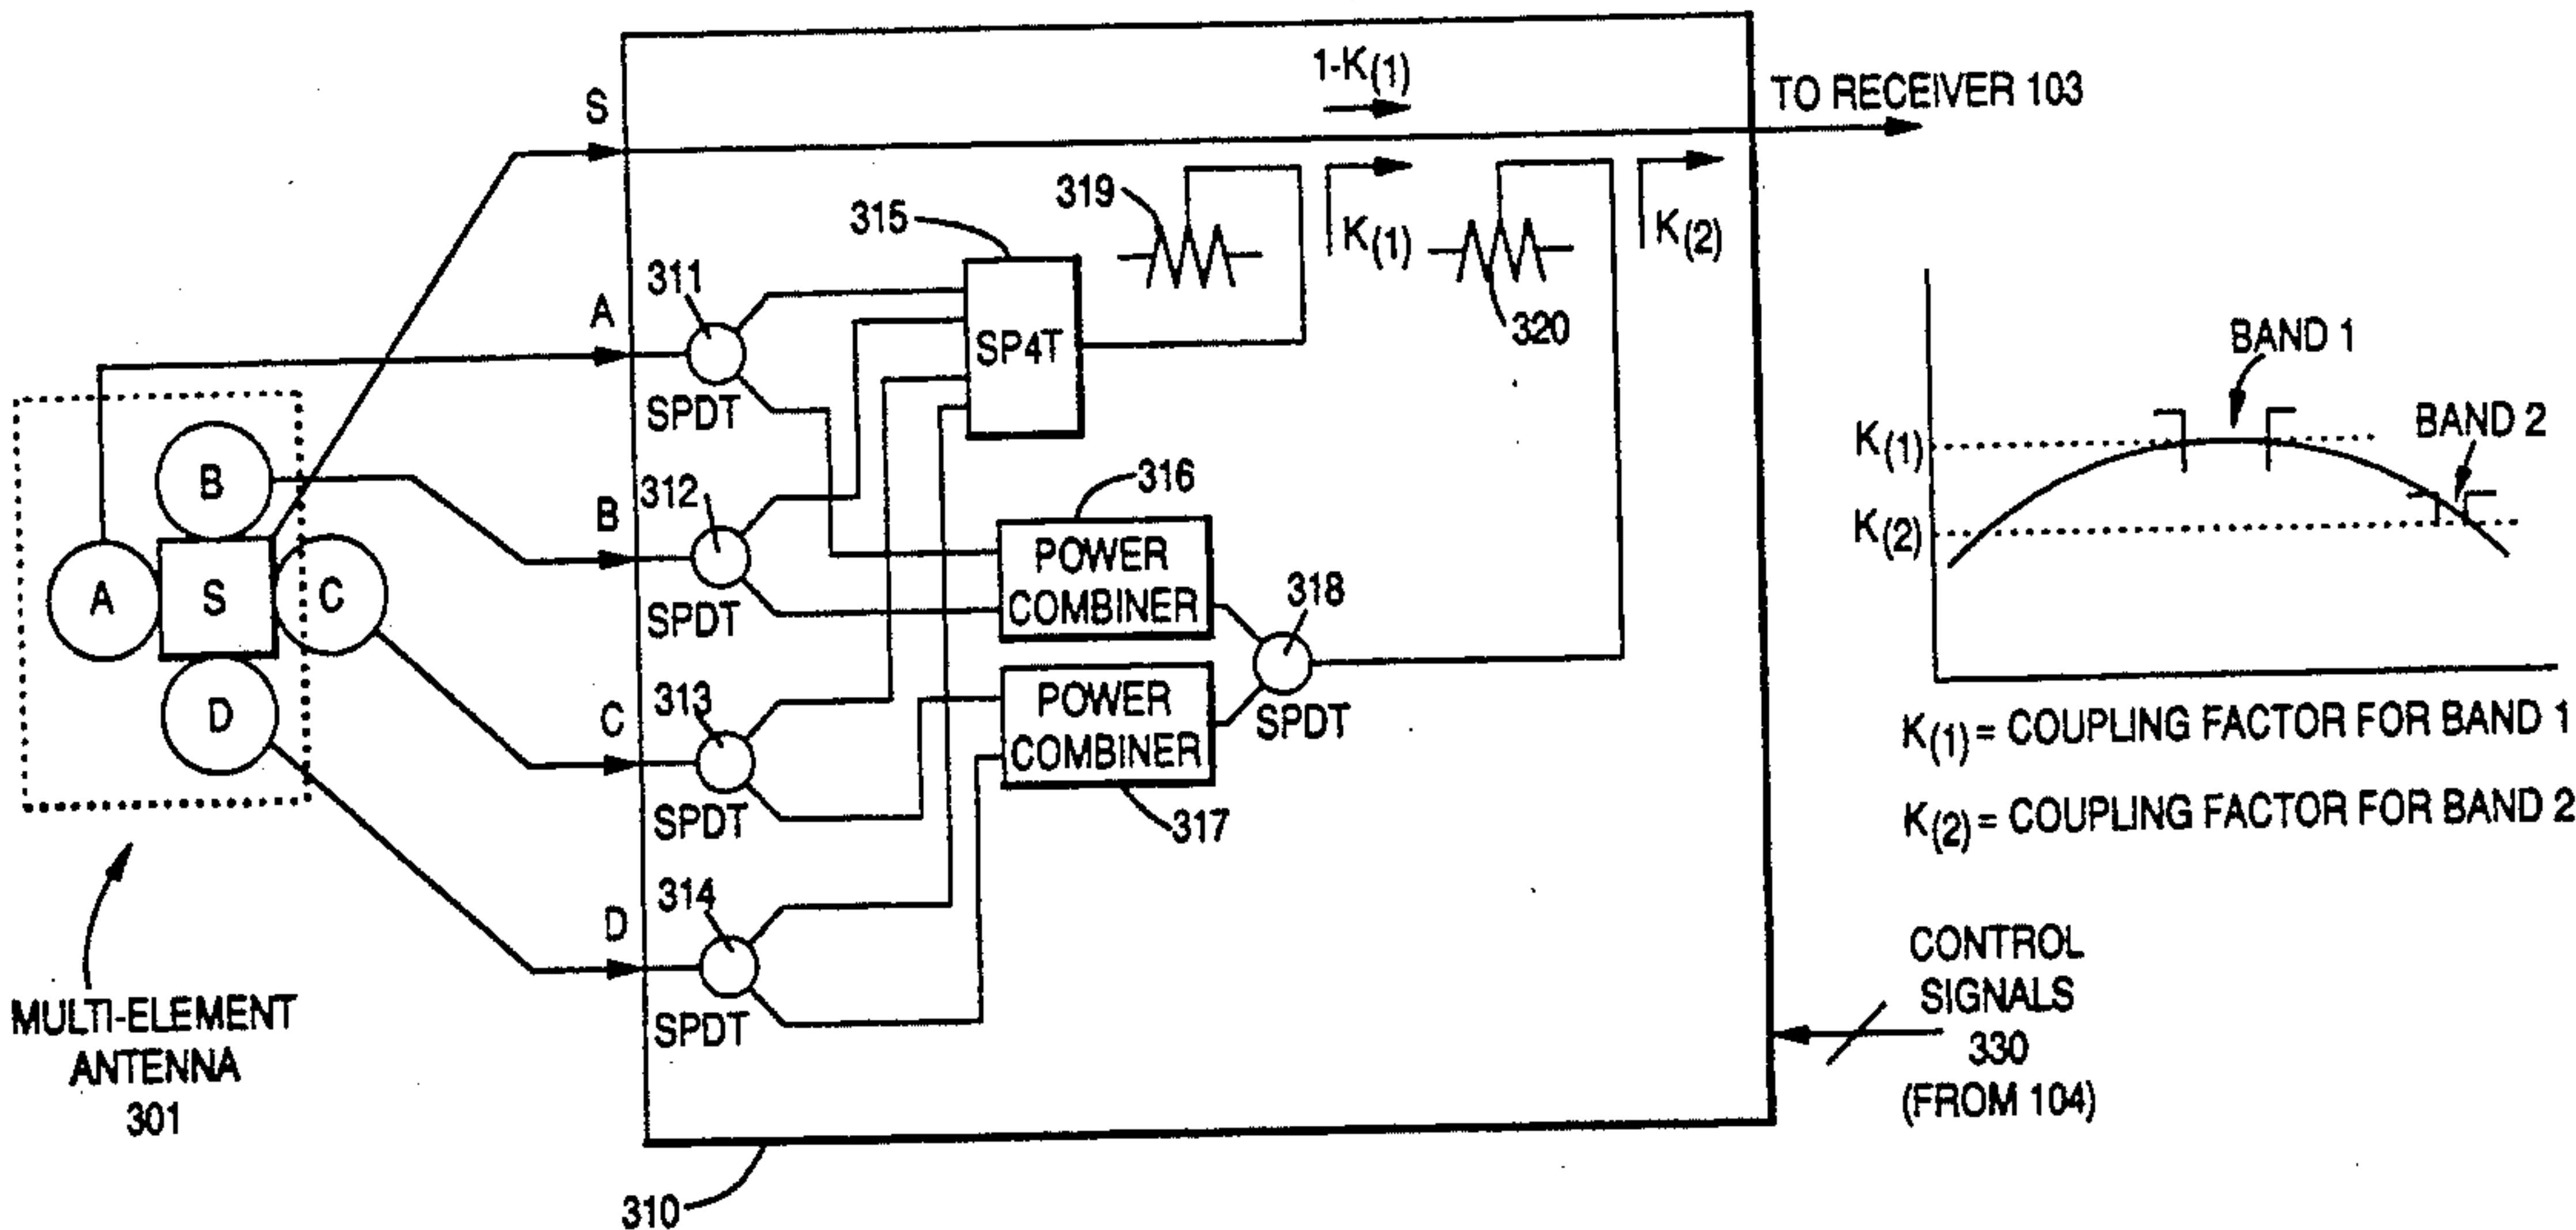 1-K(1)
S
TO RECEIVER 103
319
K(1)
K(2)
315
311
A
SP4T
320
BAND 1
SPDT
BAND 2
K(1)
B
312
B
316
K(2)
POWER
COMBINER
318
A
S
C
SPDT
313
C
POWER
COMBINER
SPDT
D
K(1) = COUPLING FACTOR FOR BAND 1
SPDT
317
K(2) = COUPLING FACTOR FOR BAND 2
314
D
CONTROL
SIGNALS
330
(FROM 104)
SPDT
MULTI-ELEMENT
ANTENNA
301
310